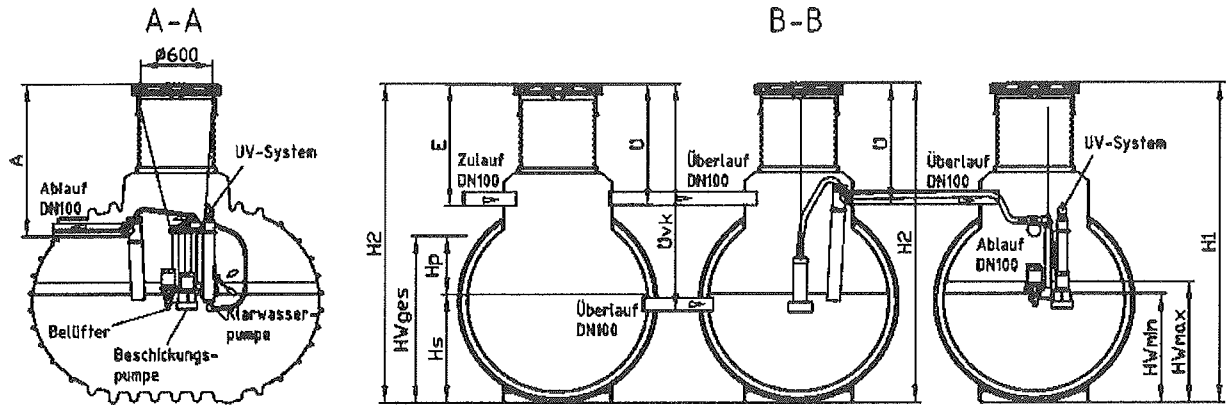 A-A
Ø600
A
UV-System
Ablauf
DN100
Belüfter
Klarwasser-
pumpe
Beschickungs-
pumpe
B-B
H2
E
Zulauf
DN100
Ü
Überlauf
DN100
Üvk
HWges
Hp
Hs
Überlauf
DN100
Ü
H2
Überlauf
DN100
UV-System
Ablauf
DN100
HWmin
HWmax
H1